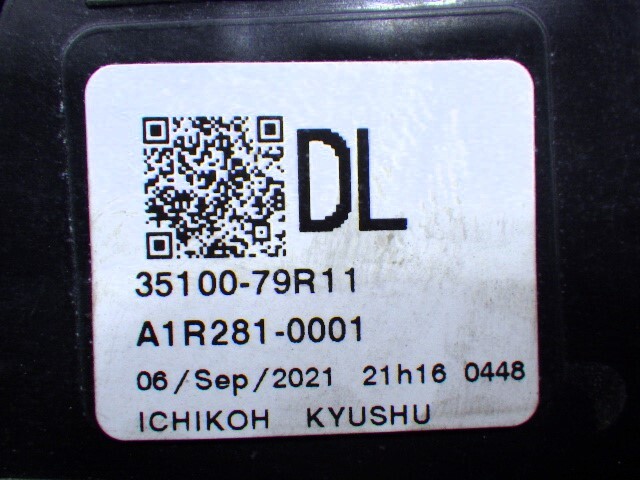 DL
35100-79R11
A1R281-0001
06/Sep/2021 21h16 0448
ICHIKOH KYUSHU